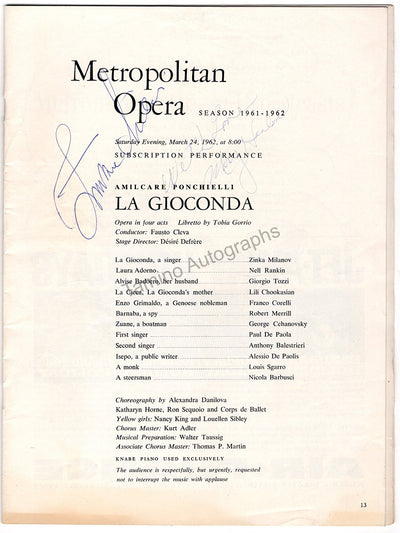 Metropolitan
Opera SEASON 1961-1962
Saturday Evening, March 24, 1962, at 8:00
SUBSCRIPTION PERFORMANCE
AMILCARE PONCHIELLI
LA GIOCONDA
Opera in four acts Libretto by Tobia Gorrio
Conductor: Fausto Cleva
Stage Director: Désiré Defrère
Tamino Autographs
La Gioconda, a singer Zinka Milanov
Laura Adorno Nell Rankin
Alvise Badoero, her husband Giorgio Tozzi
La Cieca, La Gioconda's mother Lili Chookasian
Enzo Grimaldo, a Genoese nobleman Franco Corelli
Barnaba, a spy Robert Merrill
Zuane, a boatman George Cehanovsky
First singer Paul De Paola
Second singer Anthony Balestrieri
Isepo, a public writer Alessio De Paolis
A monk Louis Sgarro
A steersman Nicola Barbusci
Choreography by Alexandra Danilova
Katharyn Horne, Ron Sequoio and Corps de Ballet
Yellow girls: Nancy King and Louellen Sibley
Chorus Master: Kurt Adler
Musical Preparation: Walter Taussig
Associate Chorus Master: Thomas P. Martin
KNABE PIANO USED EXCLUSIVELY
The audience is respectfully, but urgently, requested
not to interrupt the music with applause
13